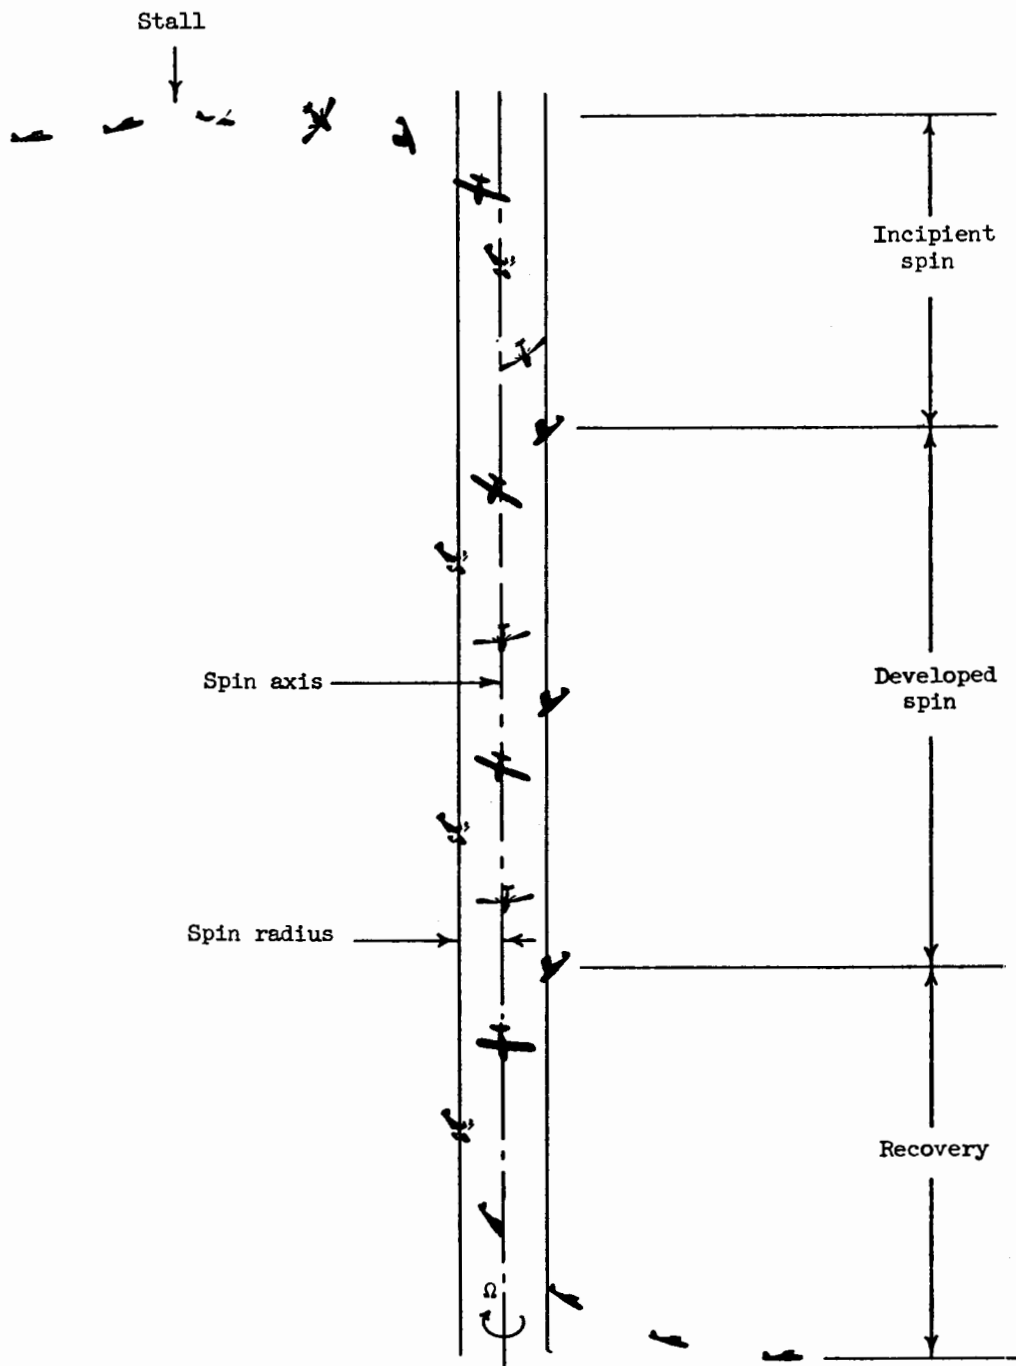 Stall
Incipient
spin
Spin axis
Developed
spin
Spin radius
Recovery
Ω